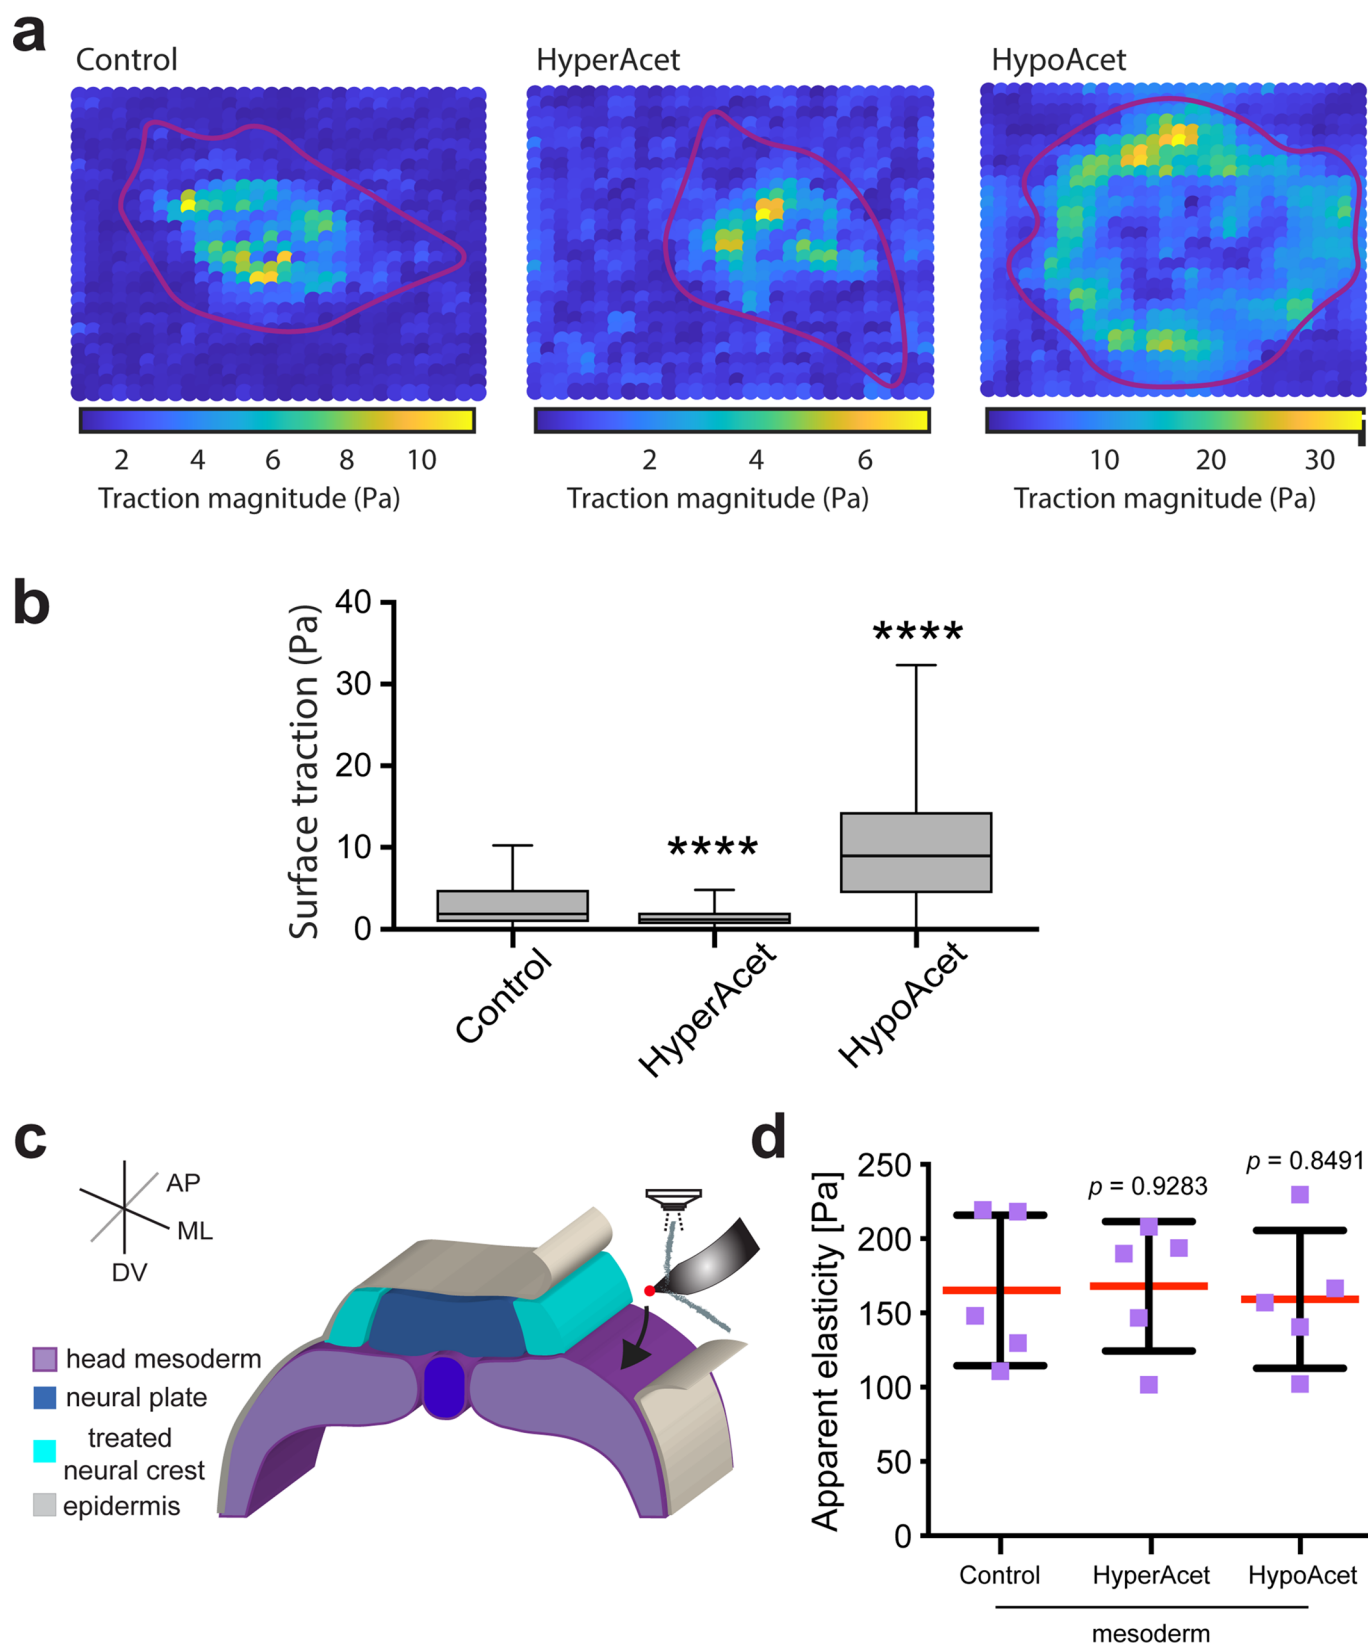 a
Control
HyperAcet
HypoAcet
2 4 6 8 10
2 4 6
10 20 30
Traction magnitude (Pa)
Traction magnitude (Pa)
Traction magnitude (Pa)
b
Surface traction (Pa)
40
30
20
10
0
****
****
Control
HyperAcet
HypoAcet
c
AP
ML
DV
head mesoderm
neural plate
treated
neural crest
epidermis
d
Apparent elasticity [Pa]
250
200
150
100
50
0
p = 0.9283
p = 0.8491
Control
HyperAcet
HypoAcet
mesoderm